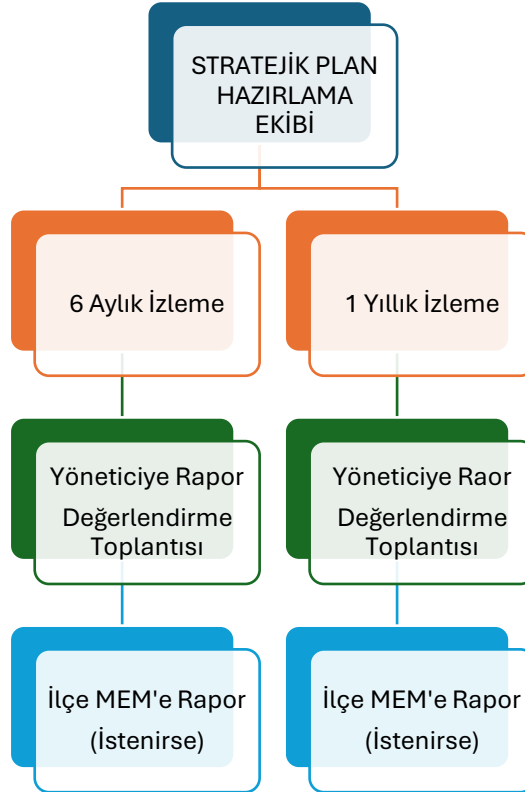 STRATEJİK PLAN
HAZIRLAMA
EKİBİ
6 Aylık İzleme
1 Yıllık İzleme
Yöneticiye Rapor
Değerlendirme
Toplantısı
Yöneticiye Raor
Değerlendirme
Toplantısı
İlçe MEM'e Rapor
(İstenirse)
İlçe MEM'e Rapor
(İstenirse)